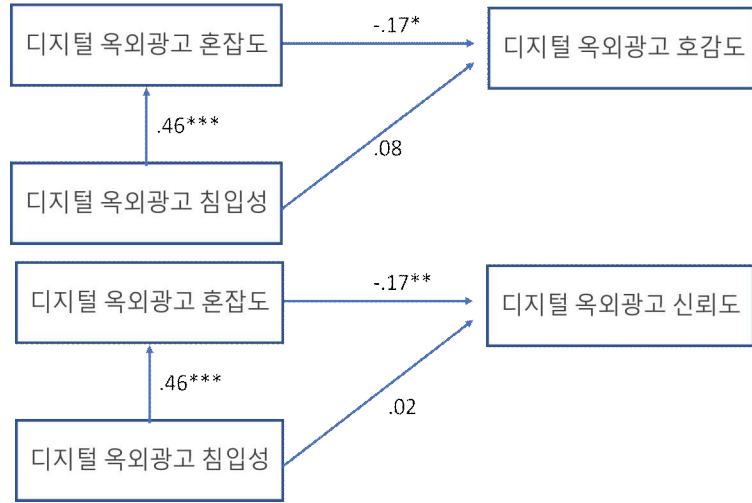 디지털 옥외광고 혼잡도
-.17*
디지털 옥외광고 호감도
.46***
.08
디지털 옥외광고 침입성
디지털 옥외광고 혼잡도
-.17**
디지털 옥외광고 신뢰도
.46***
.02
디지털 옥외광고 침입성